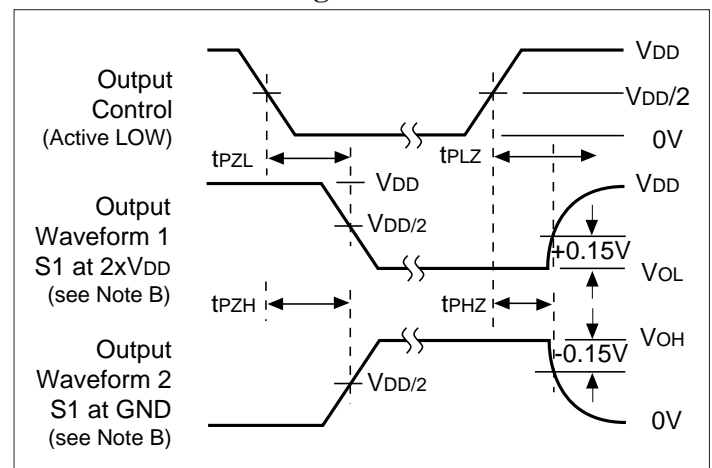 Output
Control
(Active LOW)
VDD
VDD/2
0V
tPZL
tPLZ
VDD
VDD
Output
Waveform 1
S1 at 2xVDD
(see Note B)
VDD/2
+0.15V
VOL
tPZH
tPHZ
VOH
Output
Waveform 2
S1 at GND
(see Note B)
VDD/2
-0.15V
0V